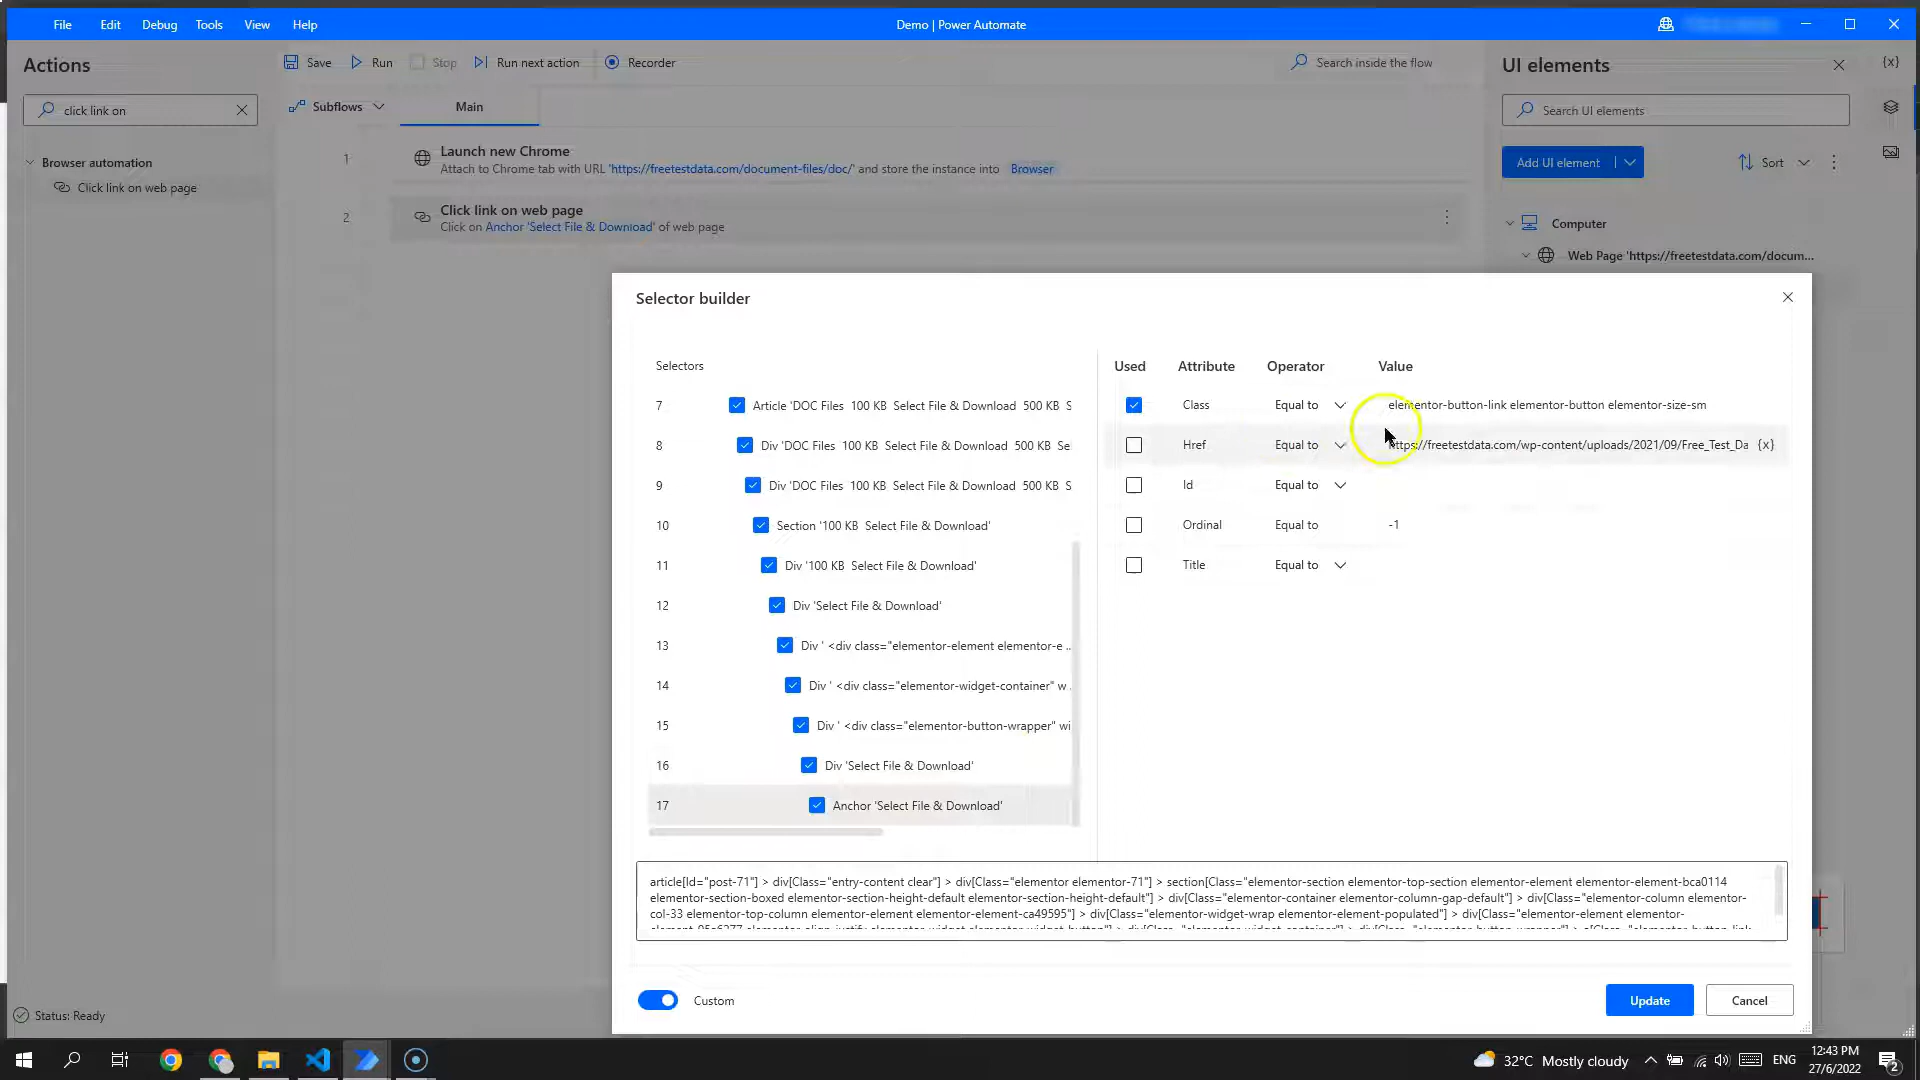 File Edit Debug Tools View Help
Demo | Power Automate
Actions
Save Run Stop Run next action Recorder
Search inside the flow
UI elements
{x}
click link on
Subflows
Main
Search UI elements
Browser automation
Click link on web page
1
Launch new Chrome
Attach to Chrome tab with URL 'https://freetestdata.com/document-files/doc/' and store the instance into Browser
Add UI element
Sort
2
Click link on web page
Click on Anchor 'Select File & Download' of web page
Computer
Web Page 'https://freetestdata.com/docum...
Selector builder
Selectors
Used Attribute Operator Value
7 Article 'DOC Files 100 KB Select File & Download 500 KB S
Class Equal to elementor-button-link elementor-button elementor-size-sm
8 Div 'DOC Files 100 KB Select File & Download 500 KB Se
Href Equal to https://freetestdata.com/wp-content/uploads/2021/09/Free_Test_Da {x}
9 Div 'DOC Files 100 KB Select File & Download 500 KB S
Id Equal to
10 Section '100 KB Select File & Download'
Ordinal Equal to -1
11 Div '100 KB Select File & Download'
Title Equal to
12 Div 'Select File & Download'
13 Div ' <div class="elementor-element elementor-e ...
14 Div ' <div class="elementor-widget-container" w ..
15 Div ' <div class="elementor-button-wrapper" wi
16 Div 'Select File & Download'
17 Anchor 'Select File & Download'
article[Id="post-71"] > div[Class="entry-content clear"] > div[Class="elementor elementor-71"] > section[Class="elementor-section elementor-top-section elementor-element elementor-element-bca0114
elementor-section-boxed elementor-section-height-default elementor-section-height-default"] > div[Class="elementor-container elementor-column-gap-default"] > div[Class="elementor-column elementor-
col-33 elementor-top-column elementor-element elementor-element-ca49595"] > div[Class="elementor-widget-wrap elementor-element-populated"] > div[Class="elementor-element elementor-
Custom
Update
Cancel
Status: Ready
32°C Mostly cloudy
ENG
12:43 PM
27/6/2022
2